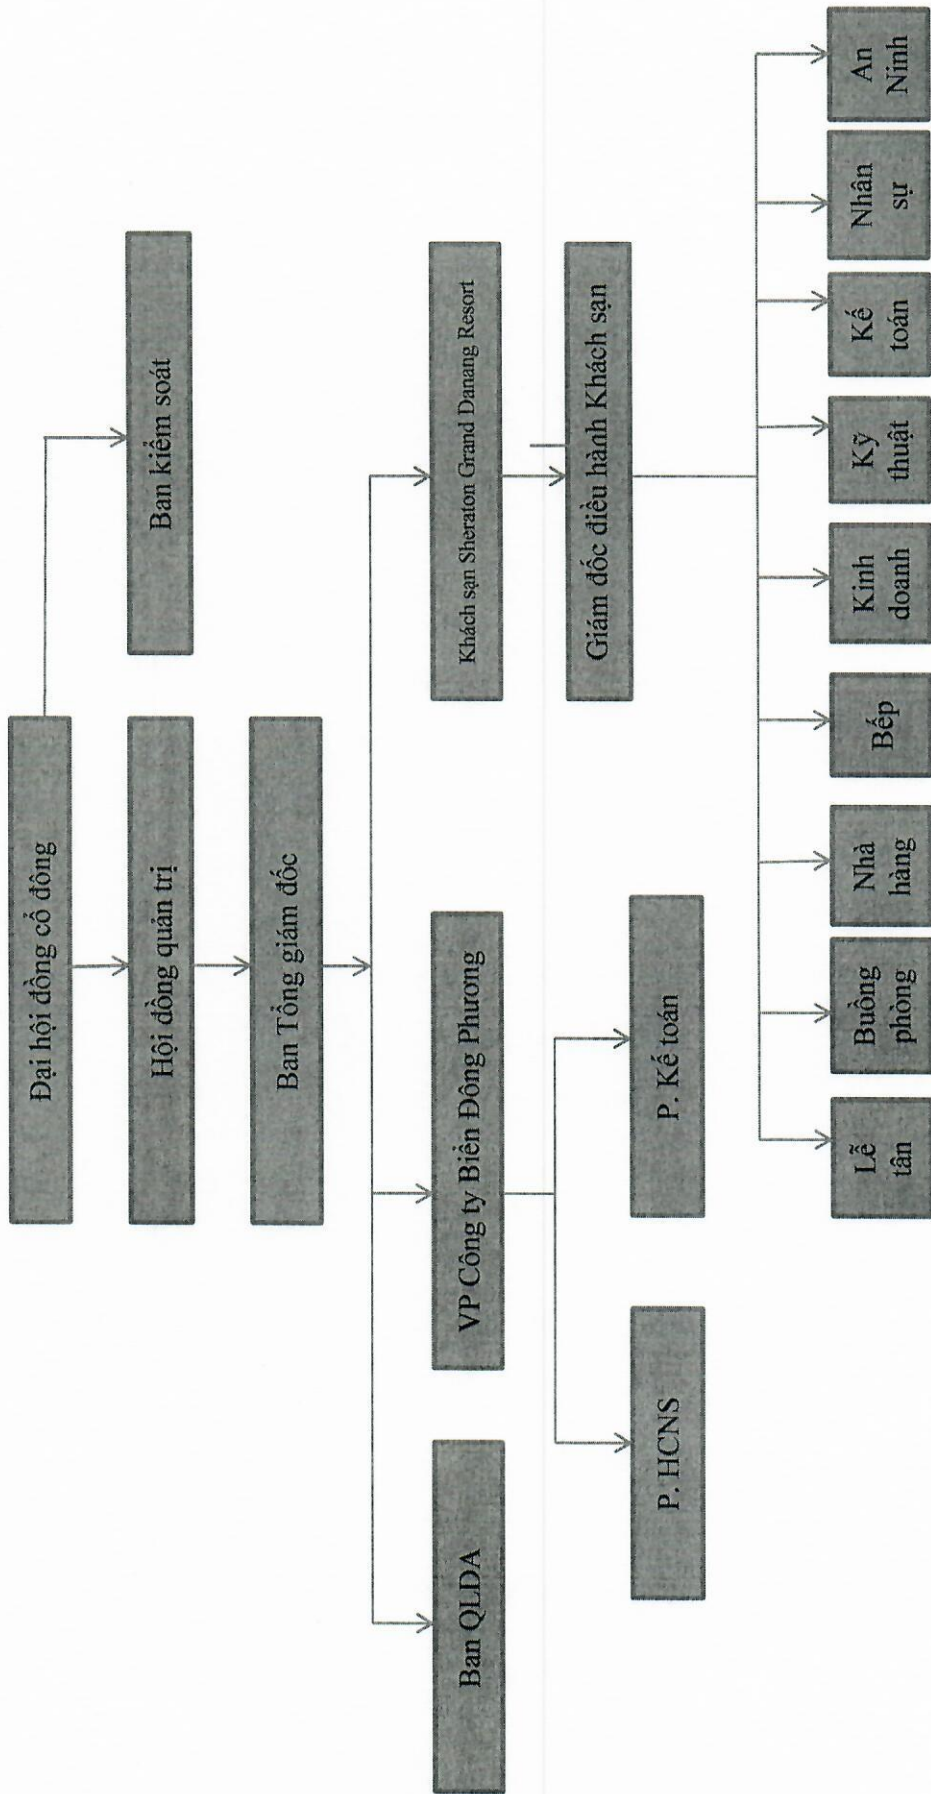 Đại hội đồng cổ đông
Ban kiểm soát
Hội đồng quản trị
Ban Tổng giám đốc
Ban QLDA
VP Công ty Biển Đông Phương
Khách sạn Sheraton Grand Danang Resort
Giám đốc điều hành Khách sạn
P. HCNS
P. Kế toán
Lễ
tân
Buồng
phòng
Nhà
hàng
Bếp
Kinh
doanh
Kỹ
thuật
Kế
toán
Nhân
sự
An
Ninh